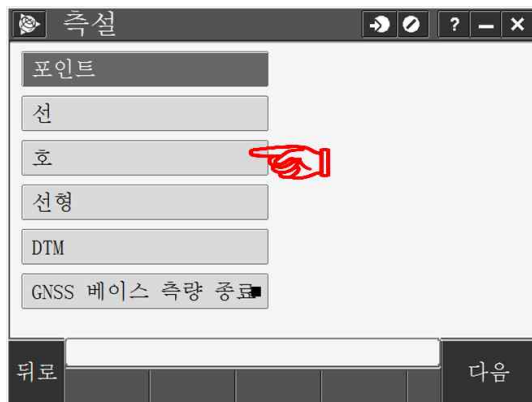 측설
? — ×
포인트
선
호
선형
DTM
GNSS 베이스 측량 종료
뒤로
다음